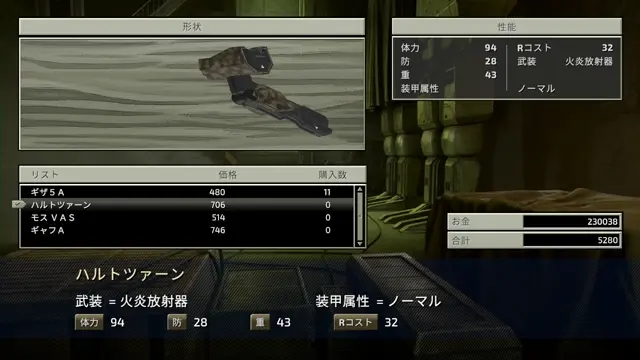 形状
性能
体力 94 Rコスト 32
防 28 武装 火炎放射器
重 43
装甲属性 ノーマル
リスト 価格 購入数
ギザ5A 480 11
ハルトツァーン 706 0
モスVAS 514 0
ギャフA 746 0
お金 230038
合計 5280
ハルトツァーン
武装 =火炎放射器 装甲属性 =ノーマル
体力 94 防 28 重 43 Rコスト 32